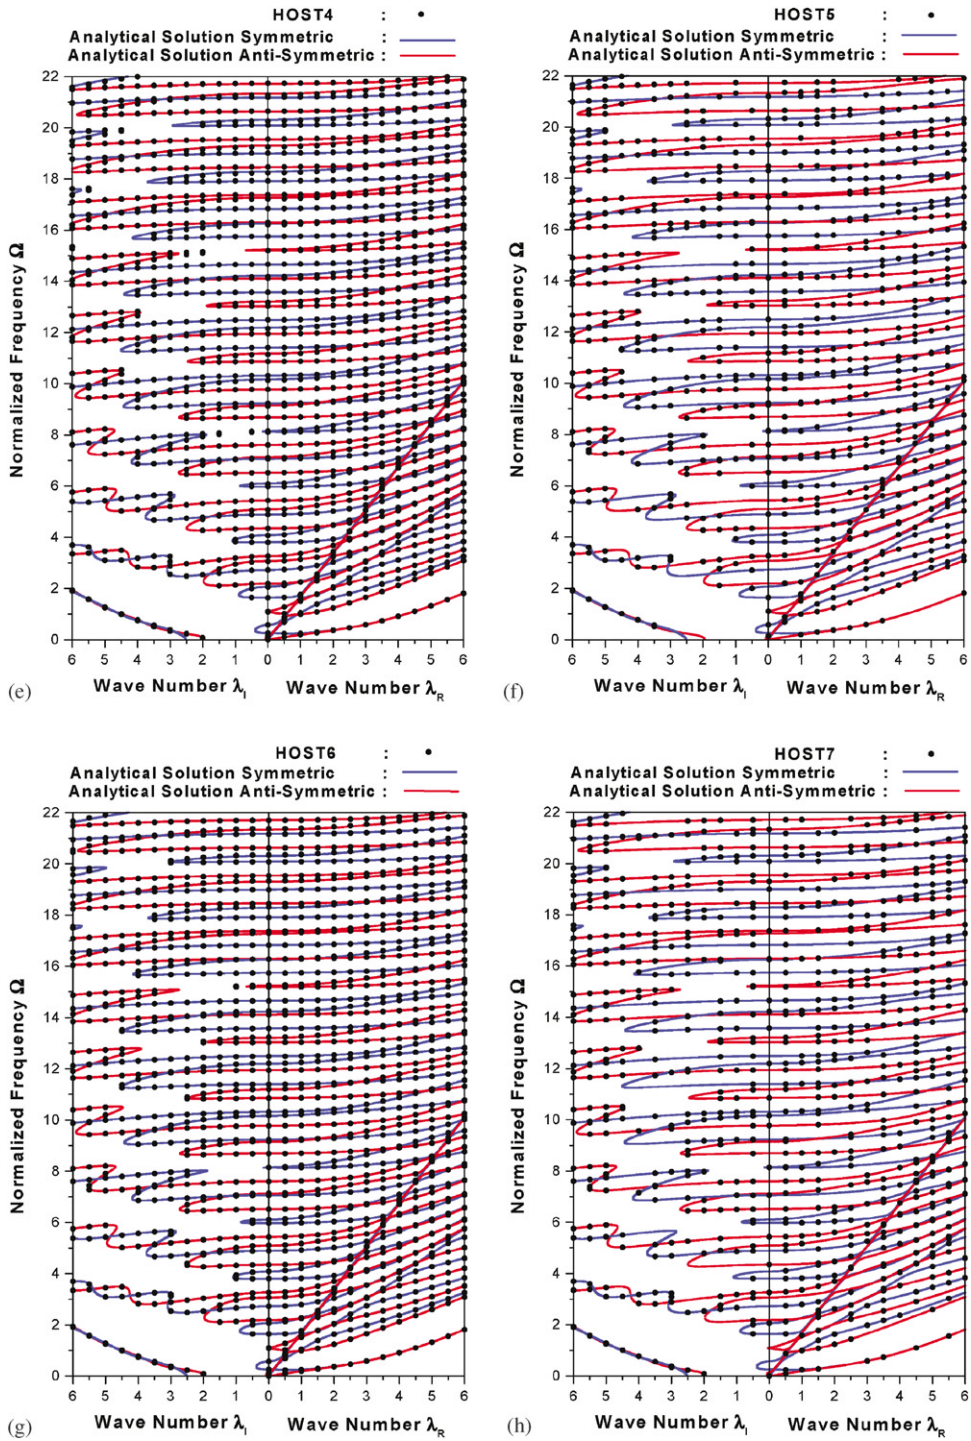 HOST4 :
Analytical Solution Symmetric :
Analytical Solution Anti-Symmetric :
22
20
18
16
14
12
10
8
6
4
2
0
Normalized Frequency Ω
6 5 4 3 2 1 0 1 2 3 4 5 6
Wave Number λI Wave Number λR
(e)
HOST5 :
Analytical Solution Symmetric :
Analytical Solution Anti-Symmetric :
22
20
18
16
14
12
10
8
6
4
2
0
Normalized Frequency Ω
6 5 4 3 2 1 0 1 2 3 4 5 6
Wave Number λI Wave Number λR
(f)
HOST6 :
Analytical Solution Symmetric :
Analytical Solution Anti-Symmetric :
22
20
18
16
14
12
10
8
6
4
2
0
Normalized Frequency Ω
6 5 4 3 2 1 0 1 2 3 4 5 6
Wave Number λI Wave Number λR
(g)
HOST7 :
Analytical Solution Symmetric :
Analytical Solution Anti-Symmetric :
22
20
18
16
14
12
10
8
6
4
2
0
Normalized Frequency Ω
6 5 4 3 2 1 0 1 2 3 4 5 6
Wave Number λI Wave Number λR
(h)